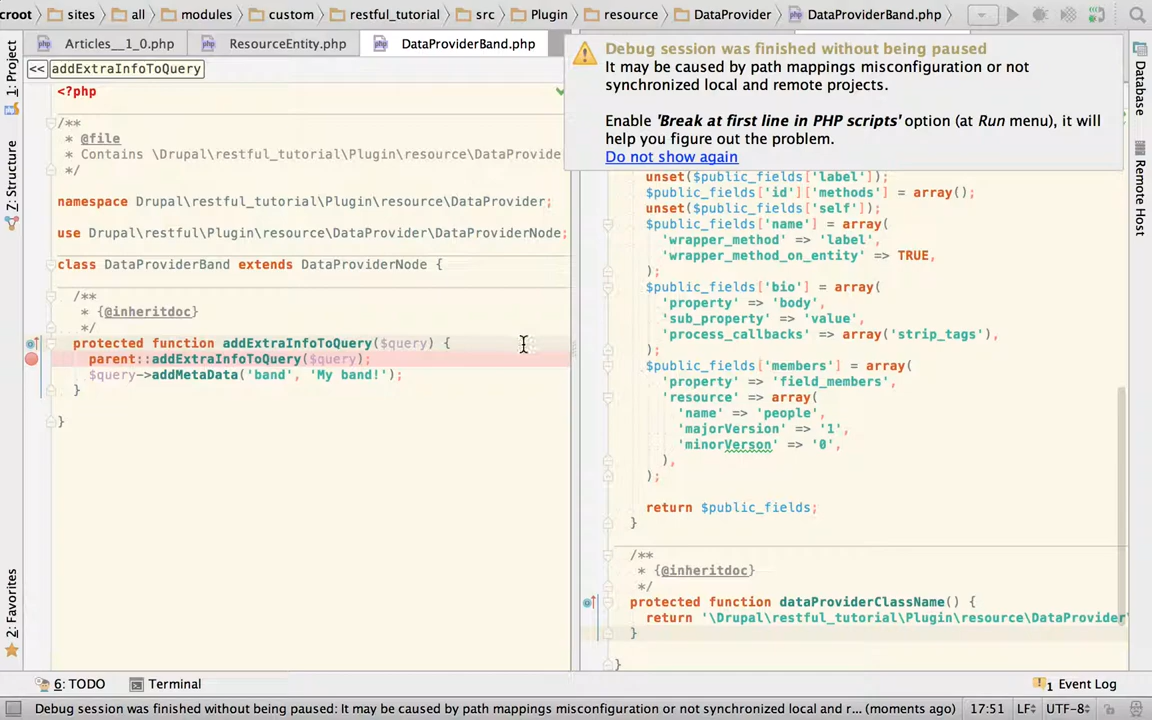 croot sites all modules custom restful_tutorial src Plugin resource DataProvider DataProviderBand.php
Articles__1_0.php ResourceEntity.php DataProviderBand.php
<< addExtraInfoToQuery
1: Project
Z: Structure
2: Favorites
<?php
/**
* @file
* Contains \Drupal\restful_tutorial\Plugin\resource\DataProvide
*/
namespace Drupal\restful_tutorial\Plugin\resource\DataProvider;
use Drupal\restful\Plugin\resource\DataProvider\DataProviderNode;
class DataProviderBand extends DataProviderNode {
/**
* {@inheritdoc}
*/
protected function addExtraInfoToQuery($query) {
parent::addExtraInfoToQuery($query);
$query->addMetaData('band', 'My band!');
}
}
Debug session was finished without being paused
It may be caused by path mappings misconfiguration or not
synchronized local and remote projects.
Enable 'Break at first line in PHP scripts' option (at Run menu), it will
help you figure out the problem.
Do not show again
unset($public_fields['label']);
$public_fields['id']['methods'] = array();
unset($public_fields['self']);
$public_fields['name'] = array(
'wrapper_method' => 'label',
'wrapper_method_on_entity' => TRUE,
);
$public_fields['bio'] = array(
'property' => 'body',
'sub_property' => 'value',
'process_callbacks' => array('strip_tags'),
);
$public_fields['members'] = array(
'property' => 'field_members',
'resource' => array(
'name' => 'people',
'majorVersion' => '1',
'minorVerson' => '0',
),
);
return $public_fields;
}
/**
* {@inheritdoc}
*/
protected function dataProviderClassName() {
return '\Drupal\restful_tutorial\Plugin\resource\DataProvider
}
}
Database
Remote Host
6: TODO Terminal 1 Event Log
Debug session was finished without being paused: It may be caused by path mappings misconfiguration or not synchronized local and r... (moments ago) 17:51 LF UTF-8